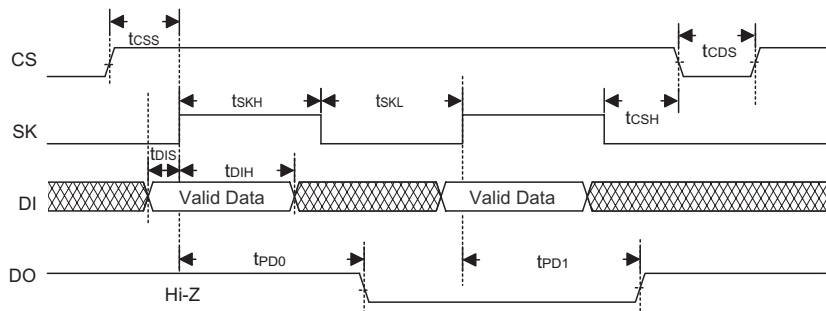 tCSS
CS
tCDS
tSKH
tSKL
tCSH
SK
tDIS
tDIH
DI
Valid Data
Valid Data
tPD0
tPD1
DO
Hi-Z